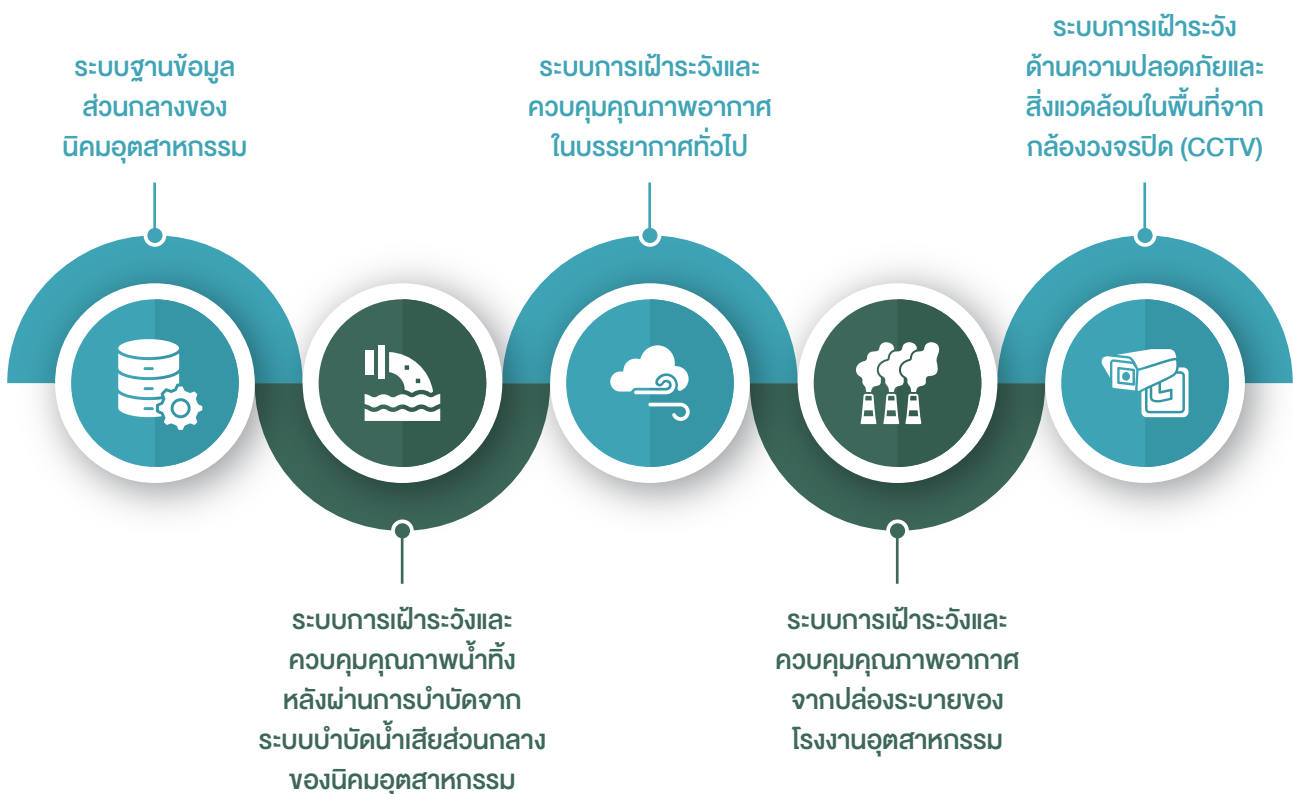 ระบบฐานข้อมูล
ส่วนกลางของ
นิคมอุตสาหกรรม
ระบบการเฝ้าระวังและ
ควบคุมคุณภาพน้ำทิ้ง
หลังผ่านการบำบัดจาก
ระบบบำบัดน้ำเสียส่วนกลาง
ของนิคมอุตสาหกรรม
ระบบการเฝ้าระวังและ
ควบคุมคุณภาพอากาศ
ในบรรยากาศทั่วไป
ระบบการเฝ้าระวังและ
ควบคุมคุณภาพอากาศ
จากปล่องระบายของ
โรงงานอุตสาหกรรม
ระบบการเฝ้าระวัง
ด้านความปลอดภัยและ
สิ่งแวดล้อมในพื้นที่จาก
กล้องวงจรปิด (CCTV)